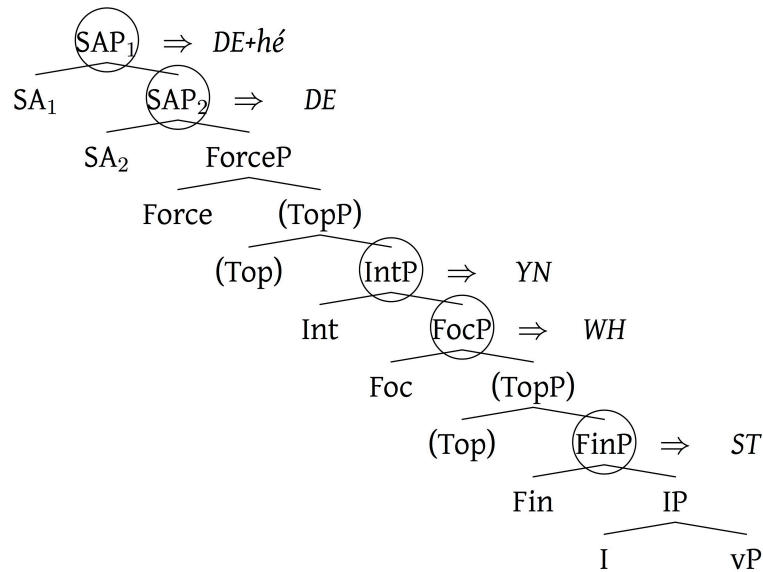 SAP₁ ⇒ DE+hé
SA₁ SAP₂ ⇒ DE
SA₂ ForceP
Force (TopP)
(Top) IntP ⇒ YN
Int FocP ⇒ WH
Foc (TopP)
(Top) FinP ⇒ ST
Fin IP
I vP